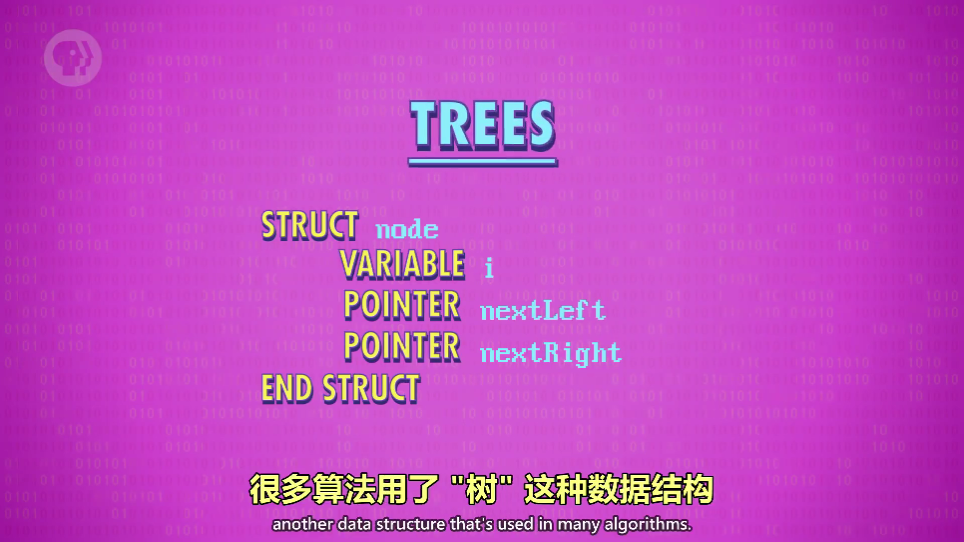 TREES
STRUCT node
VARIABLE i
POINTER nextLeft
POINTER nextRight
END STRUCT
很多算法用了 "树" 这种数据结构
another data structure that's used in many algorithms.